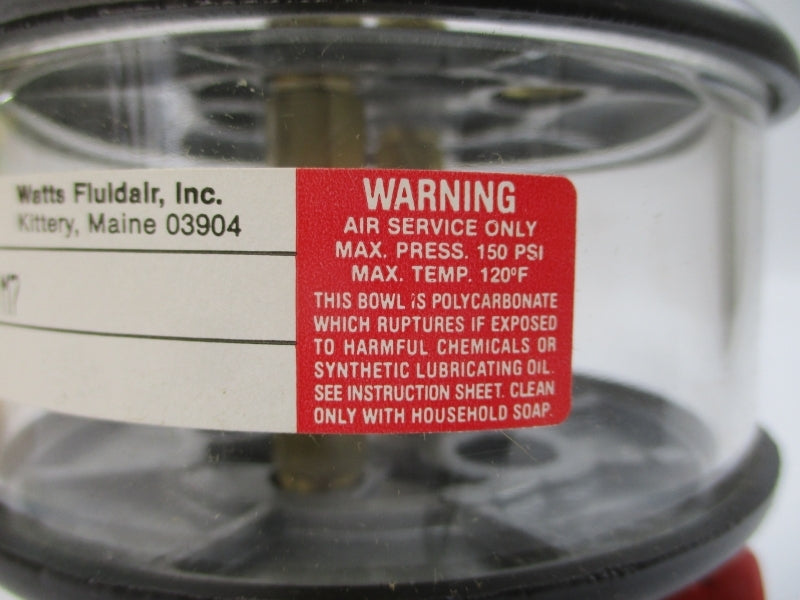 Watts Fluidair, Inc.
Kittery, Maine 03904
WARNING
AIR SERVICE ONLY
MAX. PRESS. 150 PSI
MAX. TEMP. 120°F
THIS BOWL IS POLYCARBONATE
WHICH RUPTURES IF EXPOSED
TO HARMFUL CHEMICALS OR
SYNTHETIC LUBRICATING OIL.
SEE INSTRUCTION SHEET. CLEAN
ONLY WITH HOUSEHOLD SOAP.